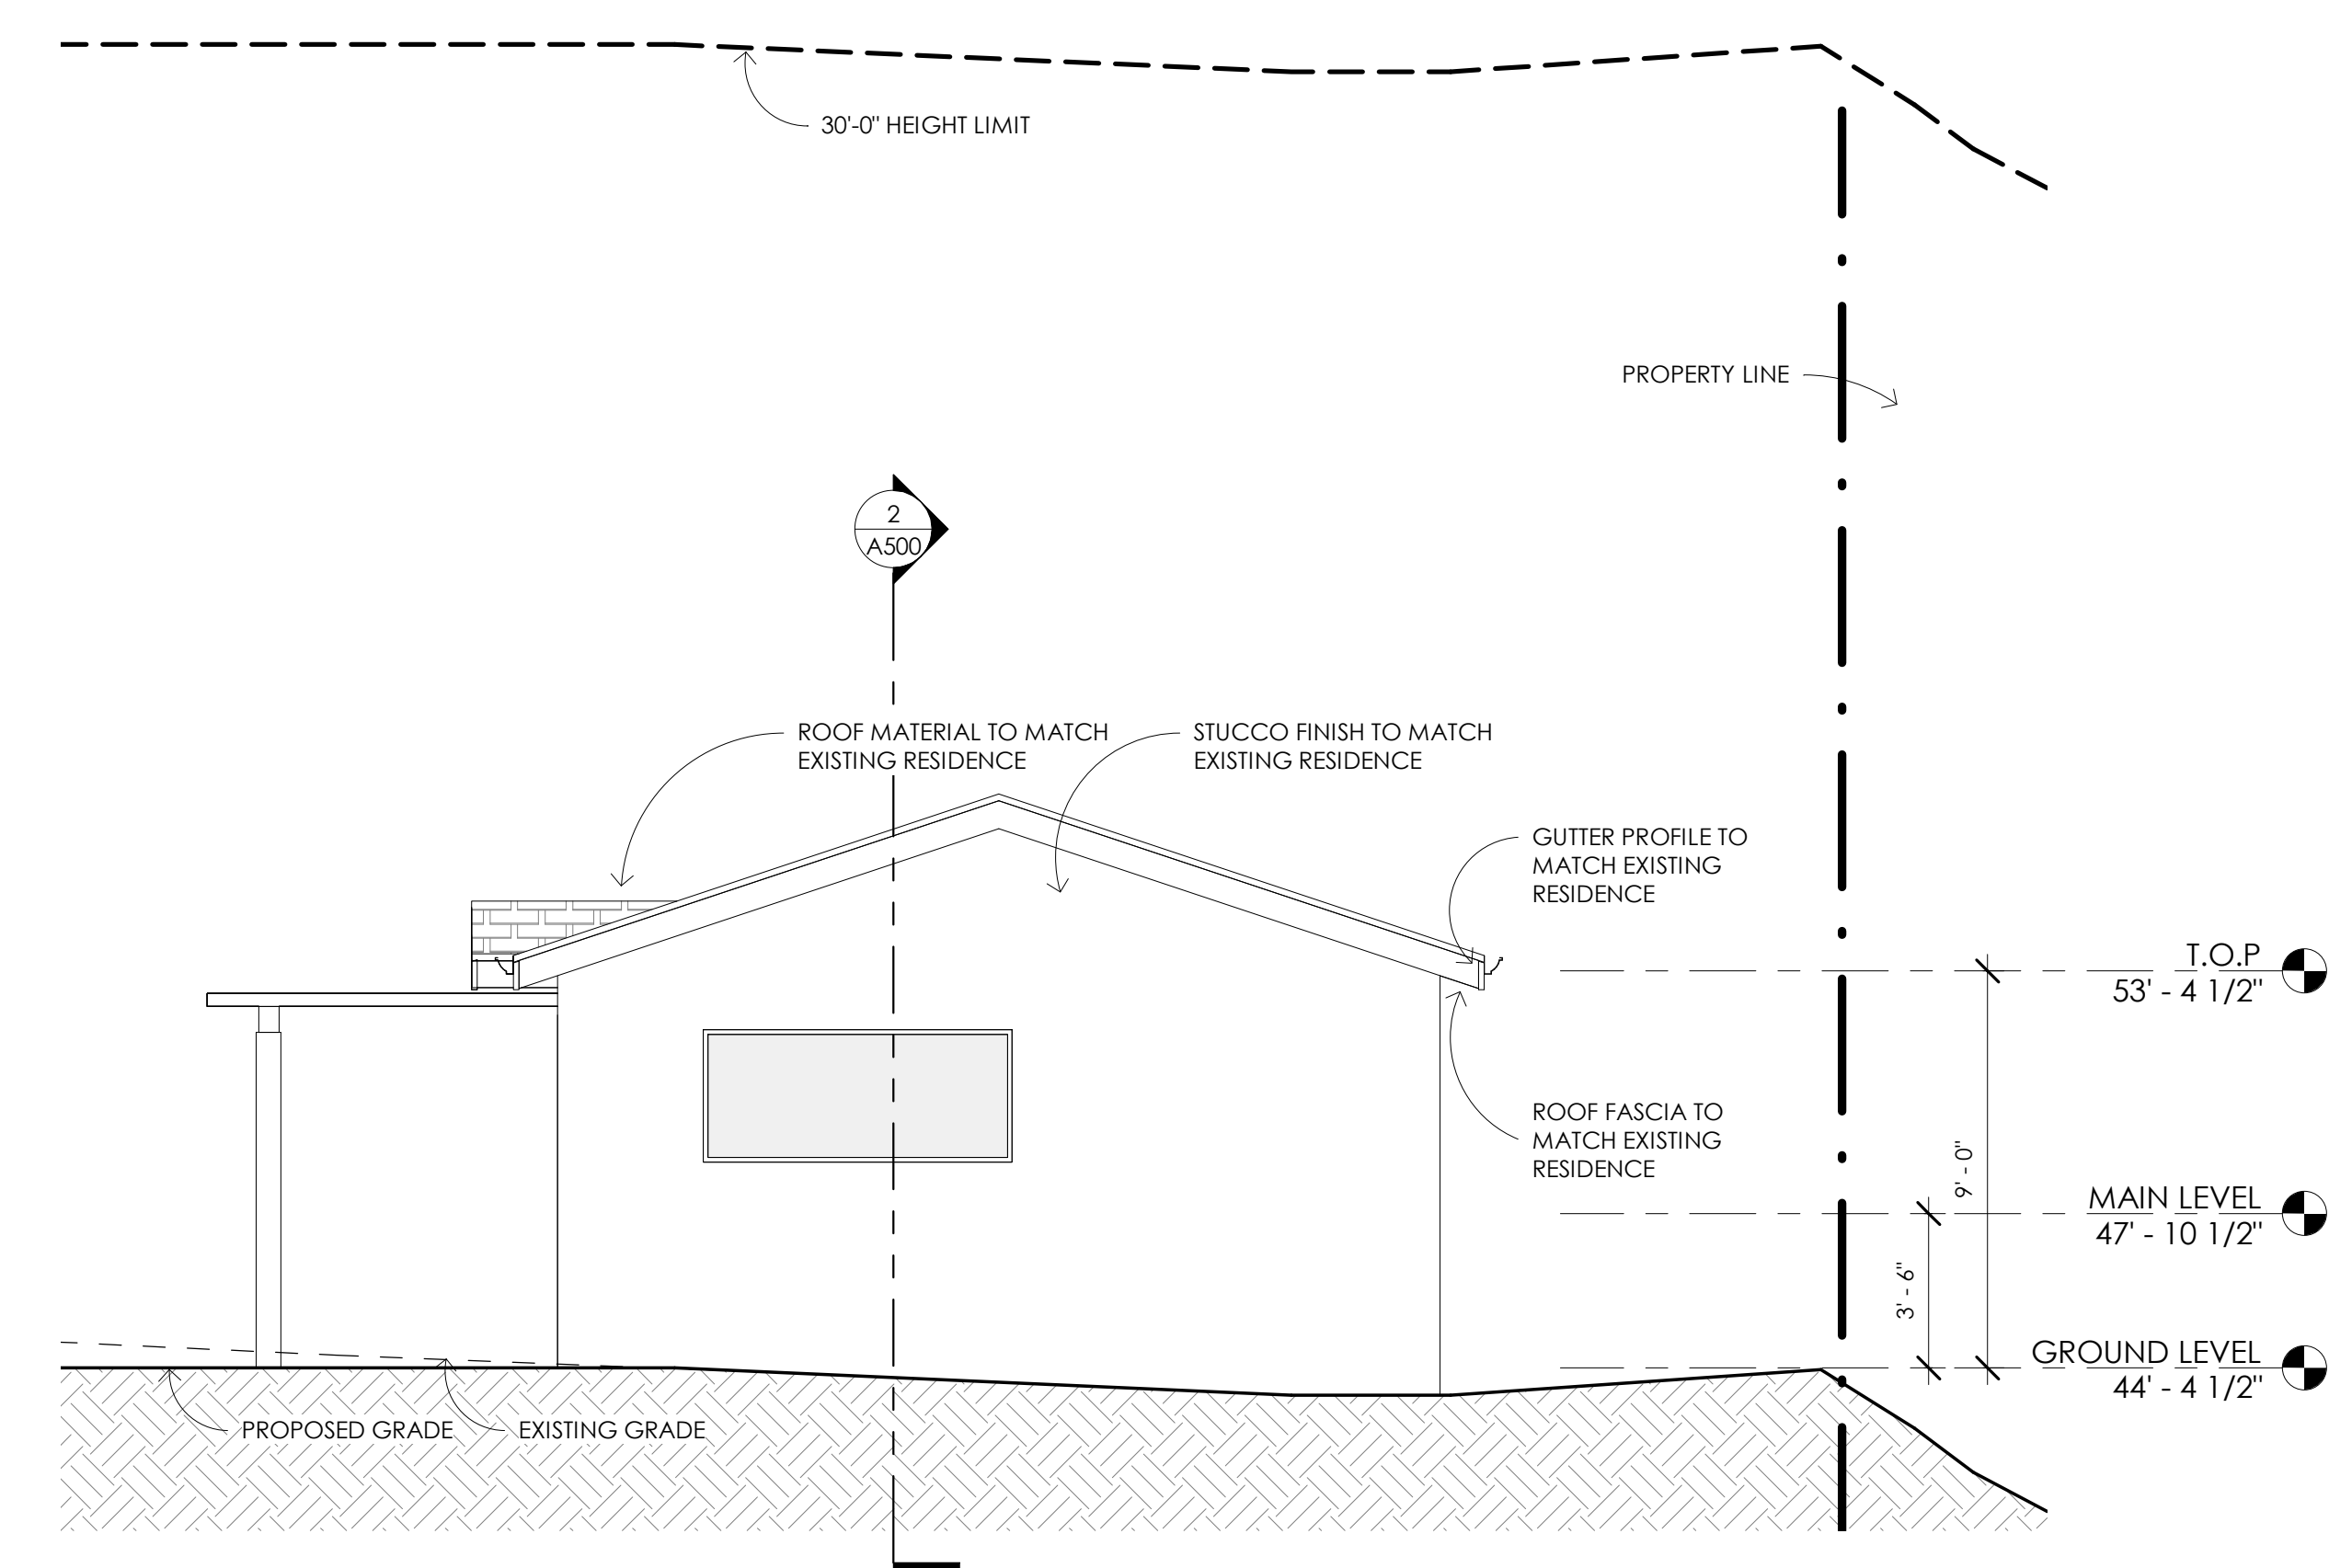 30'-0" HEIGHT LIMIT
PROPERTY LINE
2
A500
ROOF MATERIAL TO MATCH
EXISTING RESIDENCE
STUCCO FINISH TO MATCH
EXISTING RESIDENCE
GUTTER PROFILE TO
MATCH EXISTING
RESIDENCE
T.O.P
53' - 4 1/2"
ROOF FASCIA TO
MATCH EXISTING
RESIDENCE
9' - 0"
MAIN LEVEL
47' - 10 1/2"
3' - 6"
GROUND LEVEL
44' - 4 1/2"
PROPOSED GRADE
EXISTING GRADE